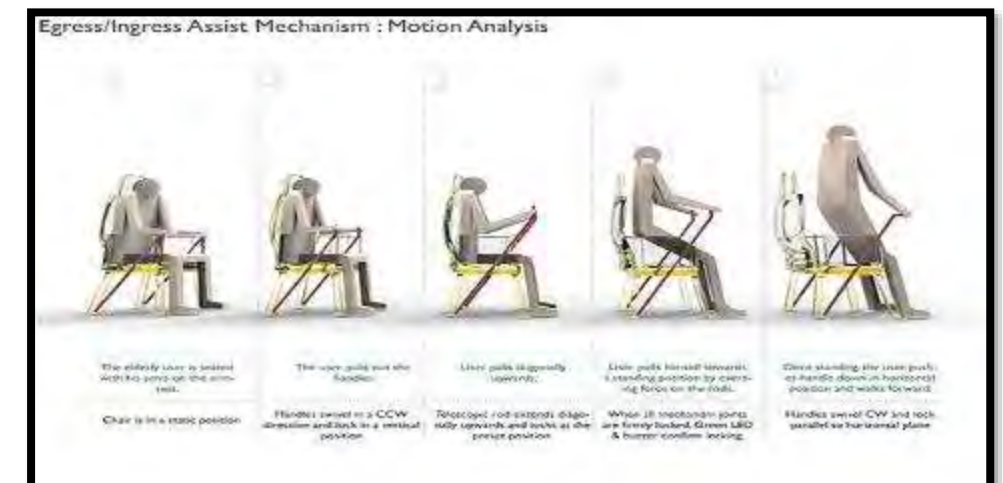 Egress/Ingress Assist Mechanism : Motion Analysis
The elderly user is seated
with his arms on the arm-
rest.
Chair is in a static position
The user pulls out the
handles.
Handles swivel in a CCW
direction and lock in a vertical
position
User pulls diagonally
upwards.
Telescopic rod extends diago-
nally upwards and locks at the
preset position
User pulls himself towards
a standing position by exert-
ing forces on the rods.
When all mechanism joints
are firmly locked, Green LED
& buzzer confirm locking
Once standing the user push-
es handle down in horizontal
position and walks forward.
Handles swivel CW and lock
parallel to horizontal plane